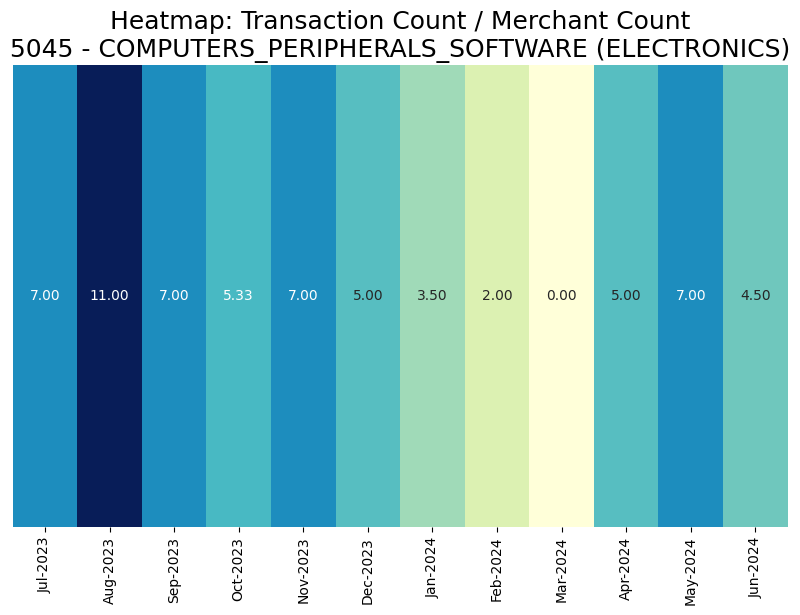 Heatmap: Transaction Count / Merchant Count
5045 - COMPUTERS_PERIPHERALS_SOFTWARE (ELECTRONICS)
7.00 11.00 7.00 5.33 7.00 5.00 3.50 2.00 0.00 5.00 7.00 4.50
Jul-2023 Aug-2023 Sep-2023 Oct-2023 Nov-2023 Dec-2023 Jan-2024 Feb-2024 Mar-2024 Apr-2024 May-2024 Jun-2024